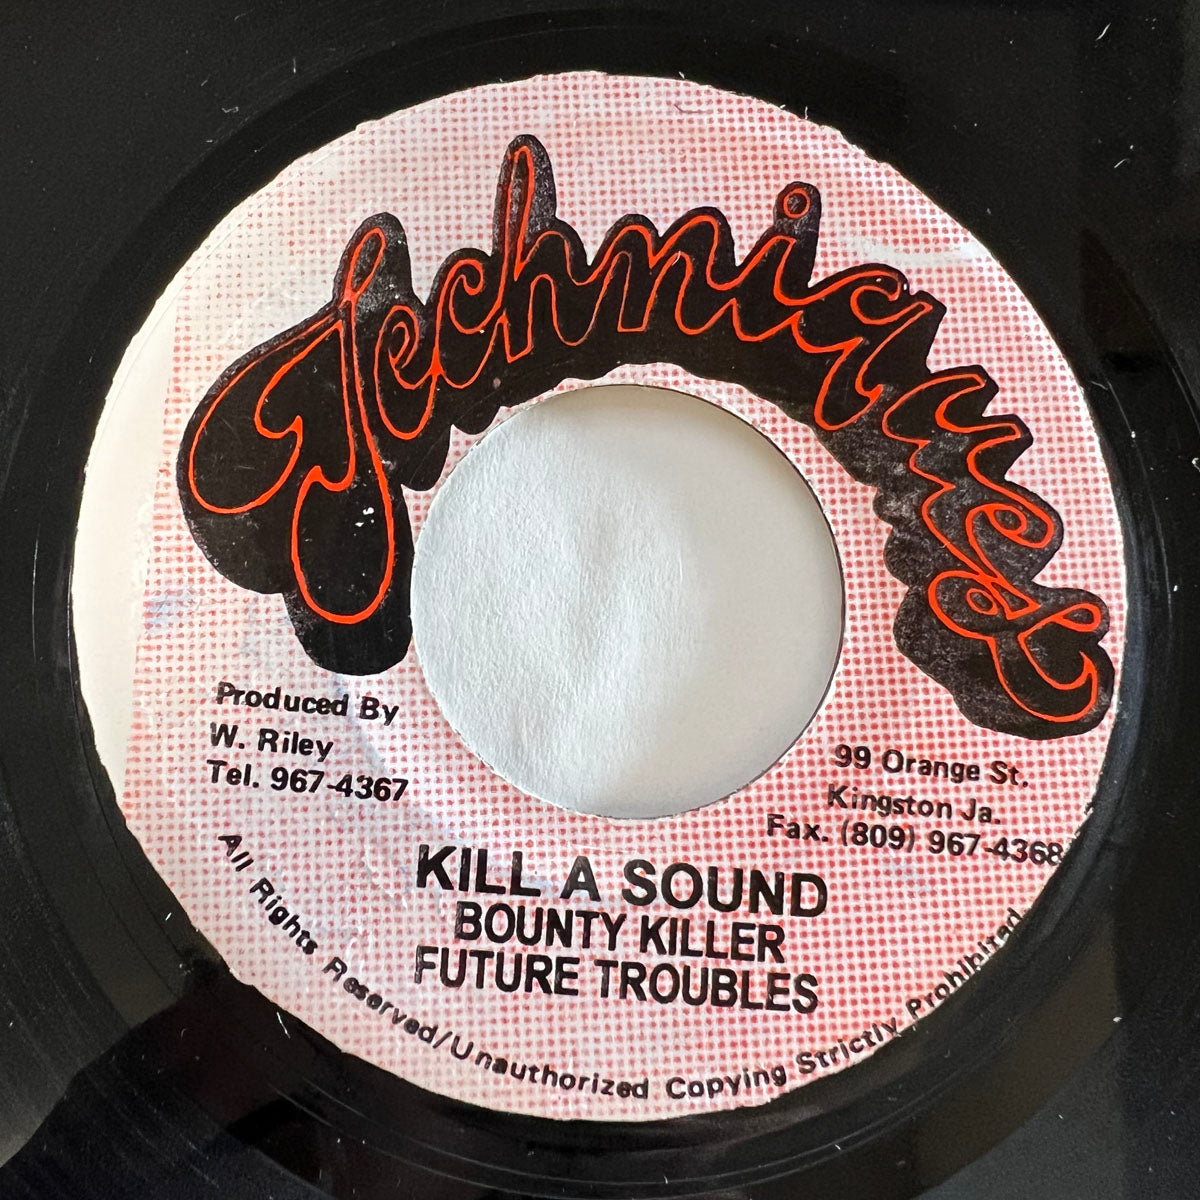 Techniques
Produced By
W. Riley
Tel. 967-4367
99 Orange St.
Kingston Ja.
Fax. (809) 967-4368
KILL A SOUND
BOUNTY KILLER
FUTURE TROUBLES
All Rights Reserved/Unauthorized Copying Strictly Prohibited